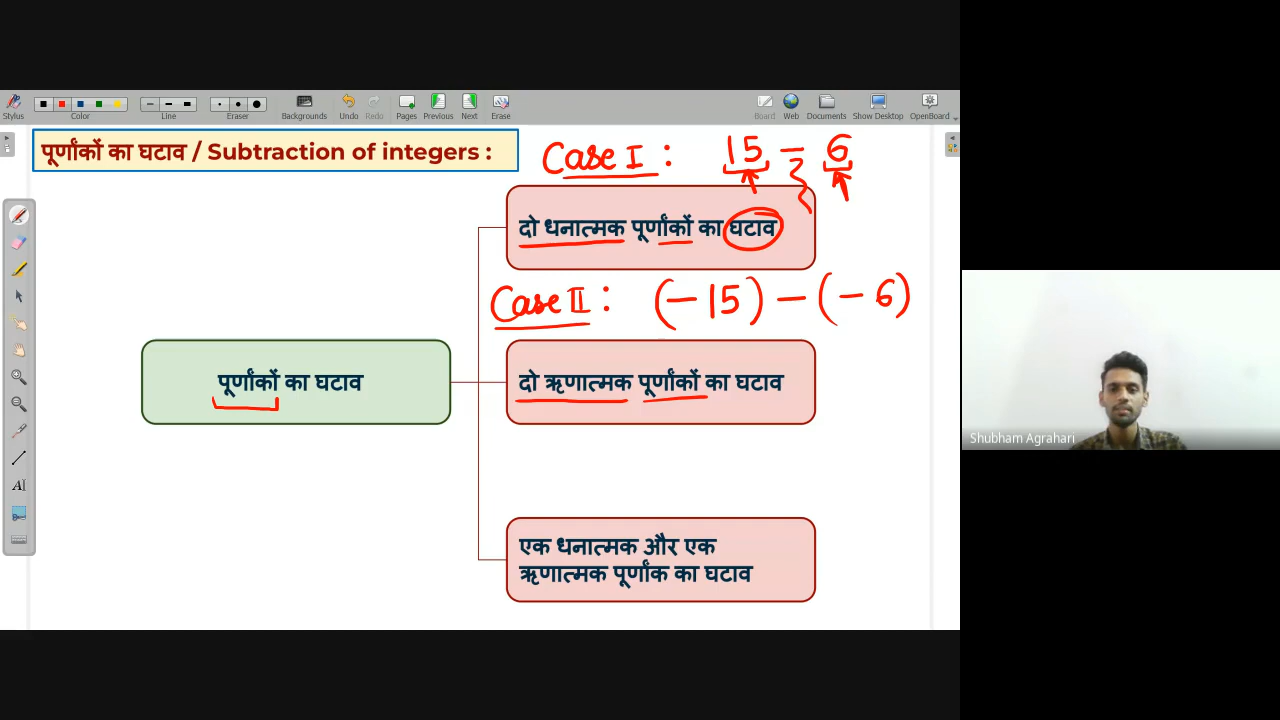 Stylus Color Line Eraser Backgrounds Undo Redo Pages Previous Next Erase Board Web Documents Show Desktop OpenBoard
पूर्णांकों का घटाव / Subtraction of integers :
Case I : 15 - 6
दो धनात्मक पूर्णांकों का घटाव
Case II : (-15) - (-6)
पूर्णांकों का घटाव
दो ऋणात्मक पूर्णांकों का घटाव
एक धनात्मक और एक
ऋणात्मक पूर्णांक का घटाव
Shubham Agrahari